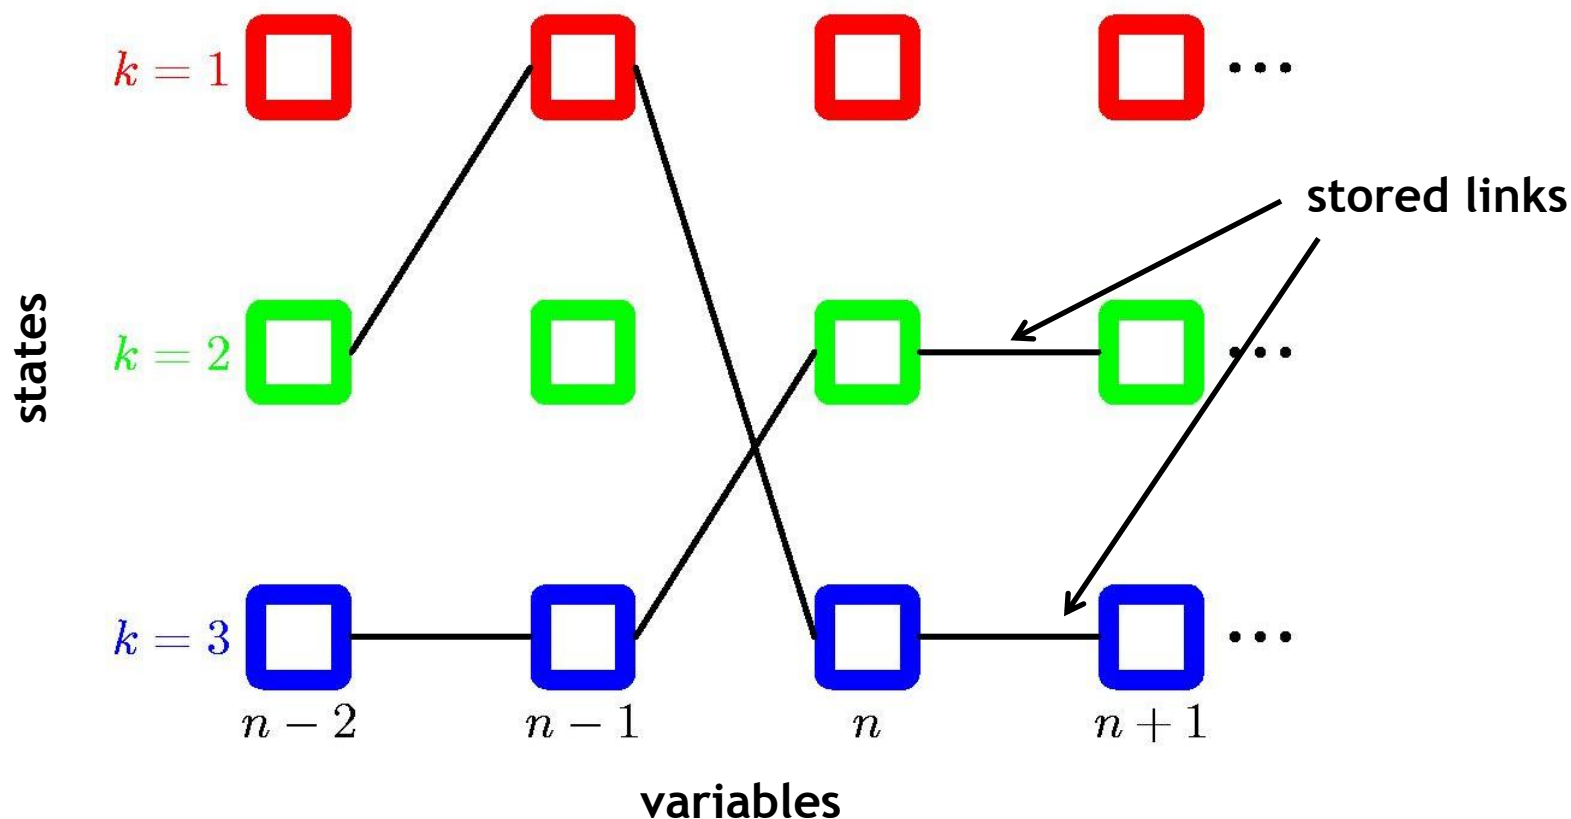 k = 1
...
stored links
states
k = 2
...
k = 3
...
n − 2
n − 1
n
n + 1
variables